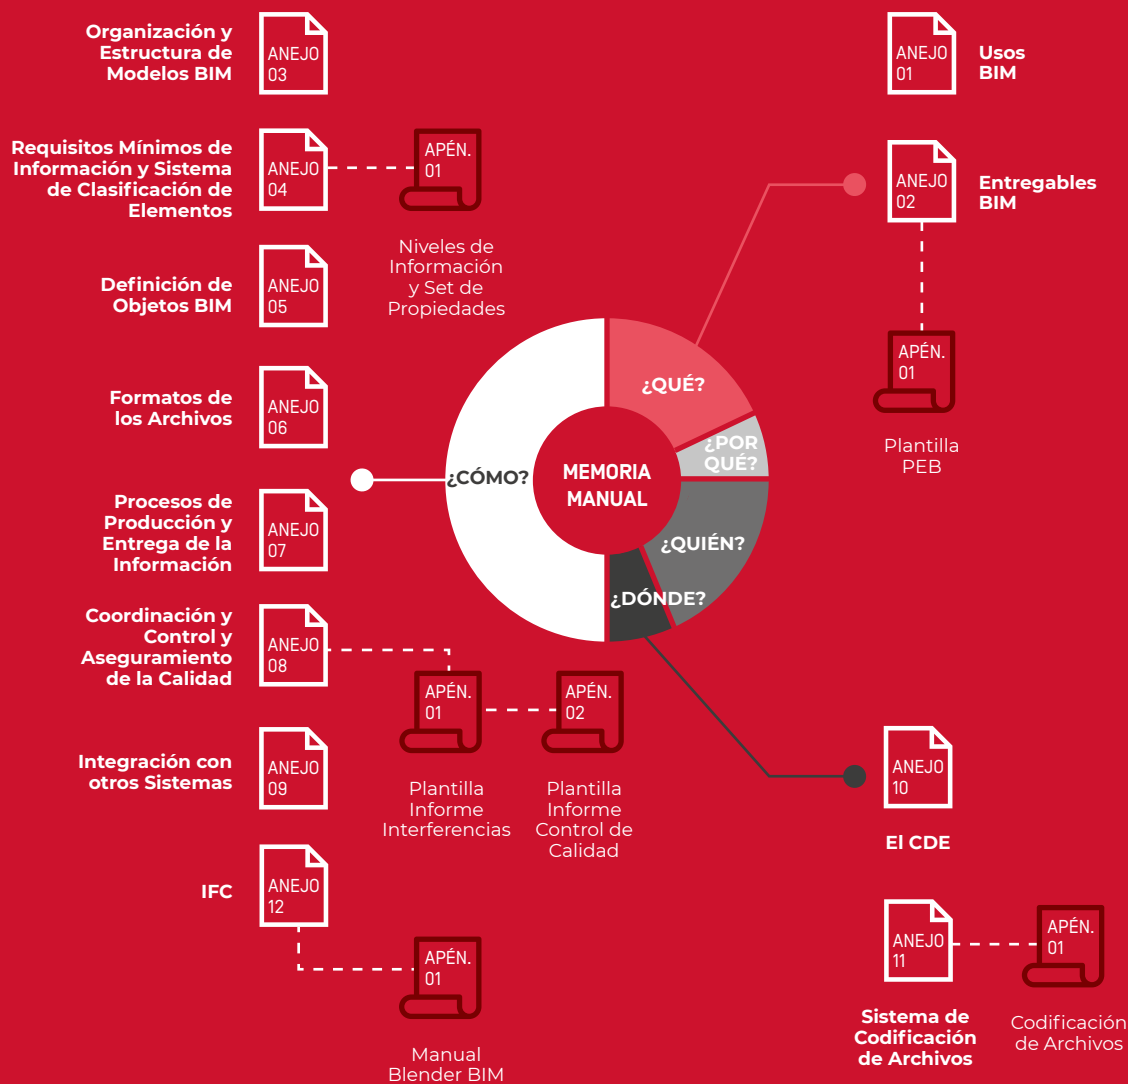 Organización y
Estructura de
Modelos BIM
ANEJO
03
Requisitos Mínimos de
Información y Sistema
de Clasificación de
Elementos
ANEJO
04
APÉN.
01
Niveles de
Información
y Set de
Propiedades
Definición de
Objetos BIM
ANEJO
05
Formatos de
los Archivos
ANEJO
06
Procesos de
Producción y
Entrega de la
Información
ANEJO
07
Coordinación y
Control y
Aseguramiento
de la Calidad
ANEJO
08
APÉN.
01
Plantilla
Informe
Interferencias
APÉN.
02
Plantilla
Informe
Control de
Calidad
Integración con
otros Sistemas
ANEJO
09
IFC
ANEJO
12
APÉN.
01
Manual
Blender BIM
¿CÓMO?
MEMORIA
MANUAL
¿QUÉ?
¿POR
QUÉ?
¿QUIÉN?
¿DÓNDE?
ANEJO
01
Usos
BIM
ANEJO
02
Entregables
BIM
APÉN.
01
Plantilla
PEB
ANEJO
10
El CDE
ANEJO
11
Sistema de
Codificación
de Archivos
APÉN.
01
Codificación
de Archivos